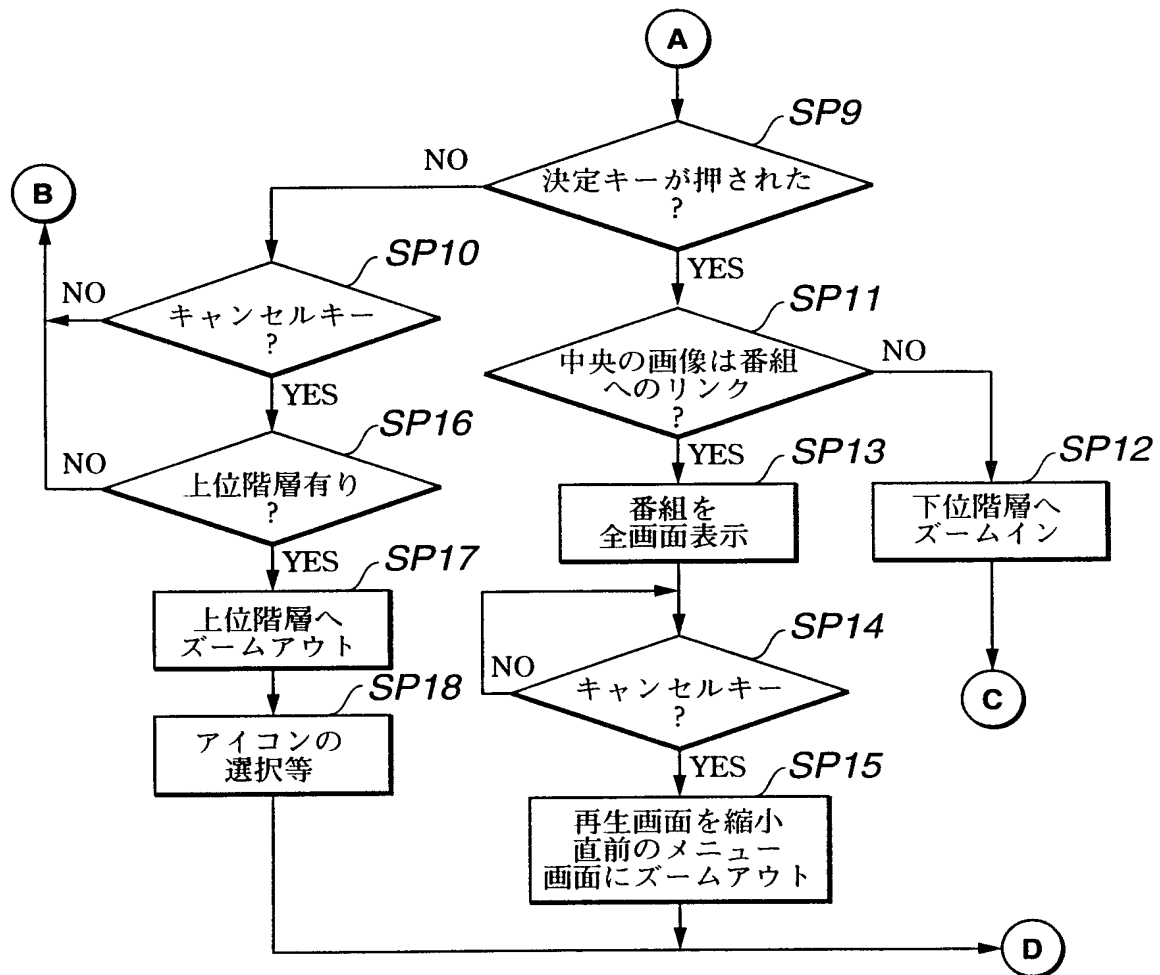 A
SP9
NO
決定キーが押された
?
B
SP10
YES
NO
キャンセルキー
?
SP11
中央の画像は番組
へのリンク
?
NO
YES
SP16
NO
上位階層有り
?
YES
SP13
SP12
番組を
全画面表示
下位階層へ
ズームイン
YES
SP17
上位階層へ
ズームアウト
SP14
NO
キャンセルキー
?
C
SP18
アイコンの
選択等
YES
SP15
再生画面を縮小
直前のメニュー
画面にズームアウト
D